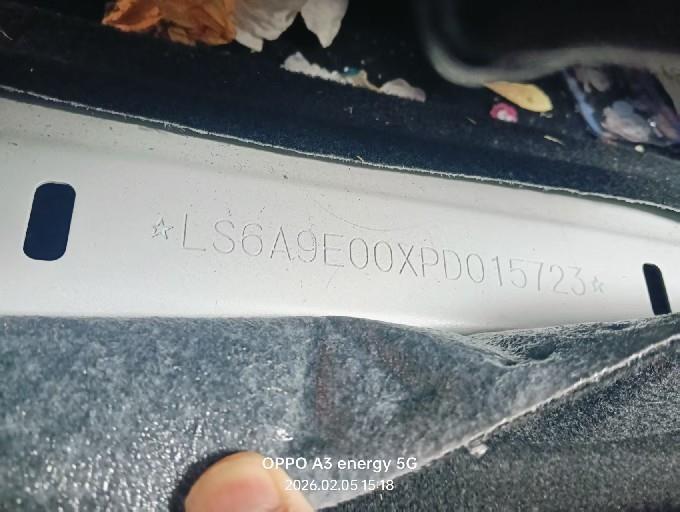 ☆LS6A9E00XPD015723☆
OPPO A3 energy 5G
2026.02.05 15:18